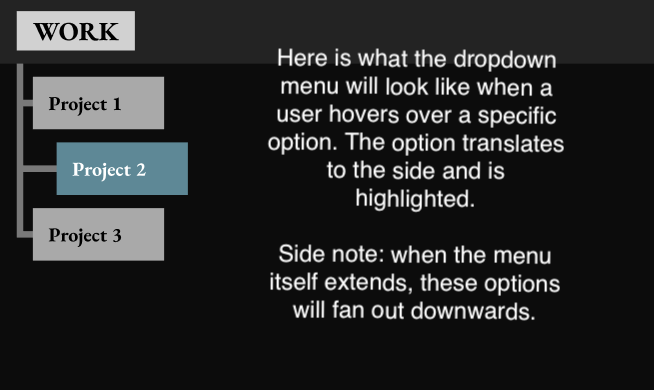 WORK
Project 1
Project 2
Project 3
Here is what the dropdown
menu will look like when a
user hovers over a specific
option. The option translates
to the side and is
highlighted.
Side note: when the menu
itself extends, these options
will fan out downwards.